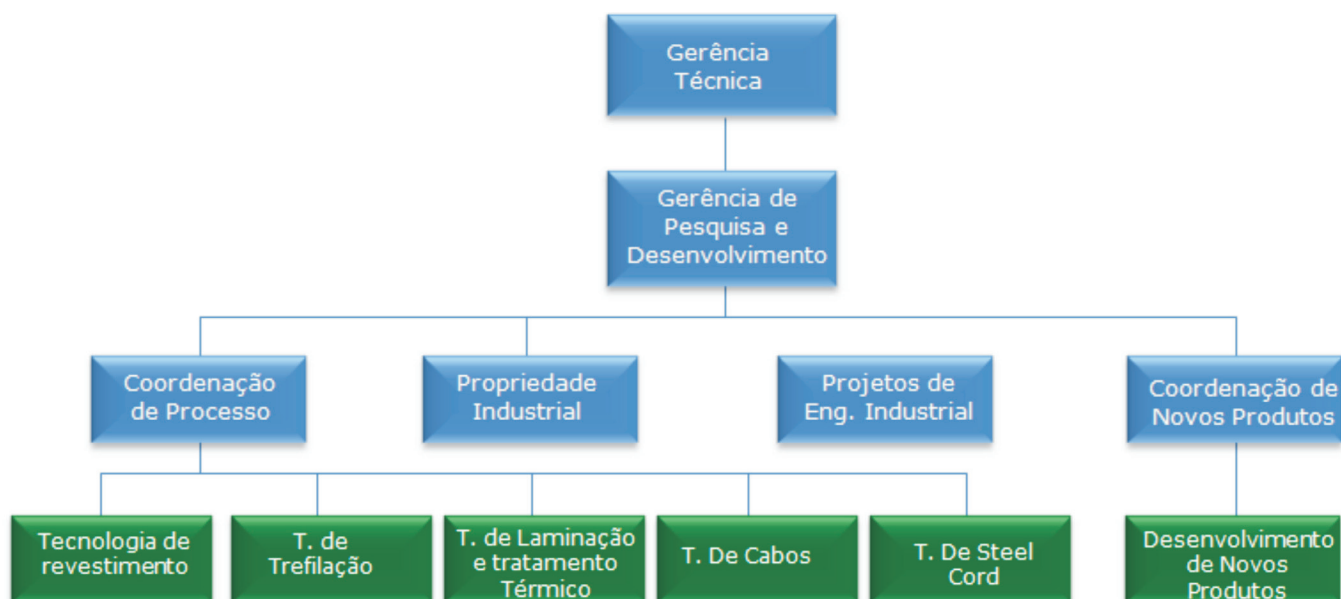 Gerência
Técnica
Gerência de
Pesquisa e
Desenvolvimento
Coordenação
de Processo
Propriedade
Industrial
Projetos de
Eng. Industrial
Coordenação de
Novos Produtos
Tecnologia de
revestimento
T. de
Trefilação
T. de Laminação
e tratamento
Térmico
T. De Cabos
T. De Steel
Cord
Desenvolvimento
de Novos
Produtos